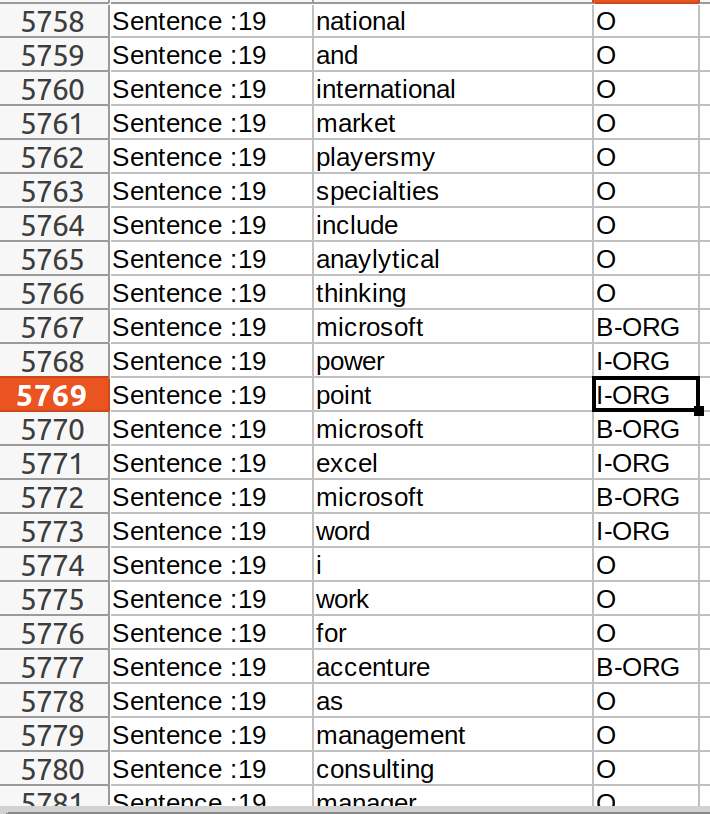 5758 Sentence :19 national O
5759 Sentence :19 and O
5760 Sentence :19 international O
5761 Sentence :19 market O
5762 Sentence :19 playersmy O
5763 Sentence :19 specialties O
5764 Sentence :19 include O
5765 Sentence :19 anaylytical O
5766 Sentence :19 thinking O
5767 Sentence :19 microsoft B-ORG
5768 Sentence :19 power I-ORG
5769 Sentence :19 point I-ORG
5770 Sentence :19 microsoft B-ORG
5771 Sentence :19 excel I-ORG
5772 Sentence :19 microsoft B-ORG
5773 Sentence :19 word I-ORG
5774 Sentence :19 i O
5775 Sentence :19 work O
5776 Sentence :19 for O
5777 Sentence :19 accenture B-ORG
5778 Sentence :19 as O
5779 Sentence :19 management O
5780 Sentence :19 consulting O
5781 Sentence :19 manager O